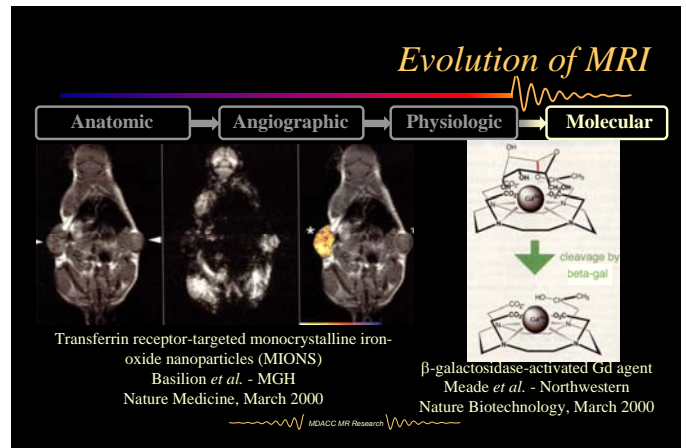 Evolution of MRI
Anatomic
Angiographic
Physiologic
Molecular
cleavage by
beta-gal
Transferrin receptor-targeted monocrystalline iron-
oxide nanoparticles (MIONS)
Basilion et al. - MGH
Nature Medicine, March 2000
β-galactosidase-activated Gd agent
Meade et al. - Northwestern
Nature Biotechnology, March 2000
MDACC MR Research